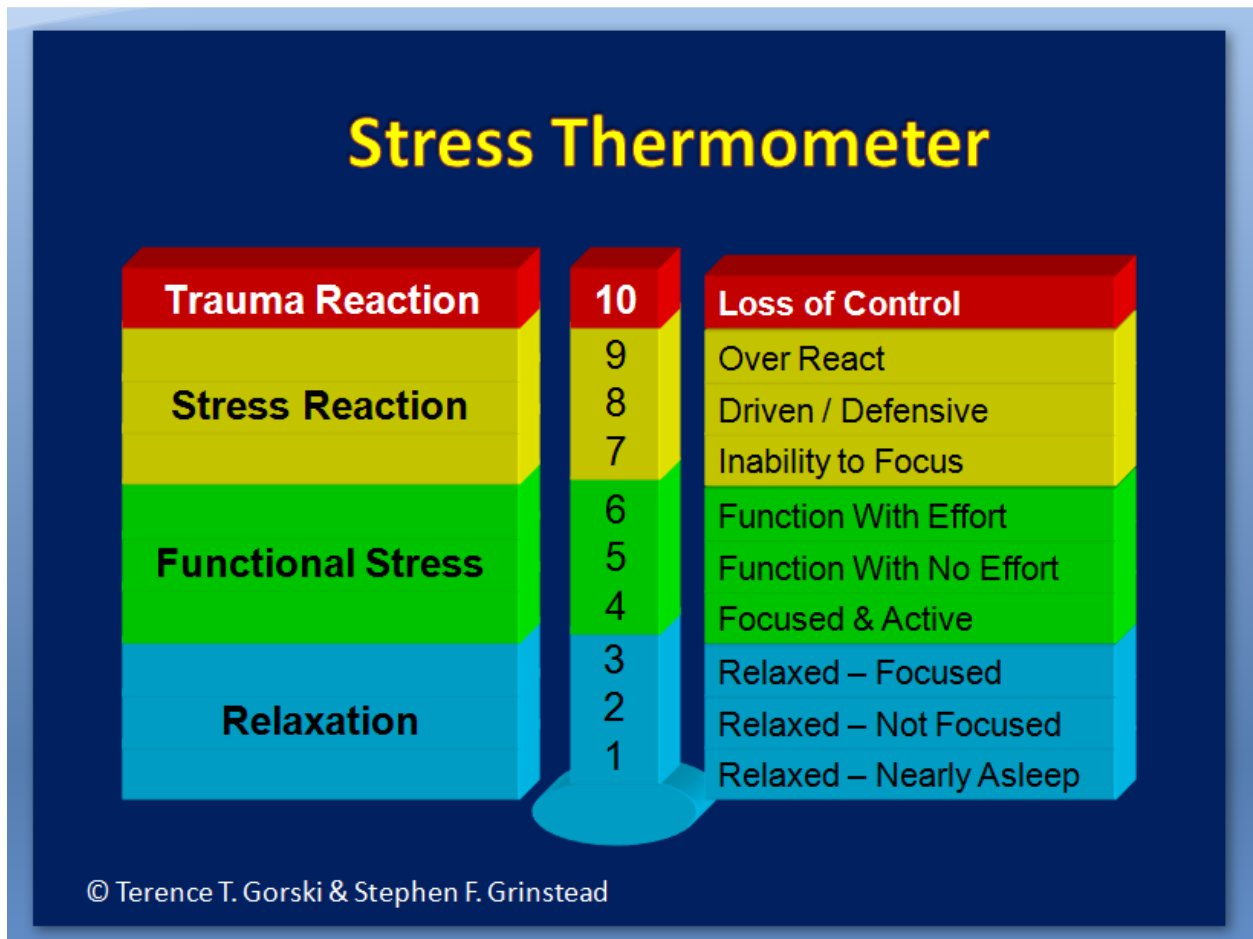 Stress Thermometer
Trauma Reaction 10 Loss of Control
9 Over React
Stress Reaction 8 Driven / Defensive
7 Inability to Focus
6 Function With Effort
Functional Stress 5 Function With No Effort
4 Focused & Active
3 Relaxed – Focused
Relaxation 2 Relaxed – Not Focused
1 Relaxed – Nearly Asleep
© Terence T. Gorski & Stephen F. Grinstead